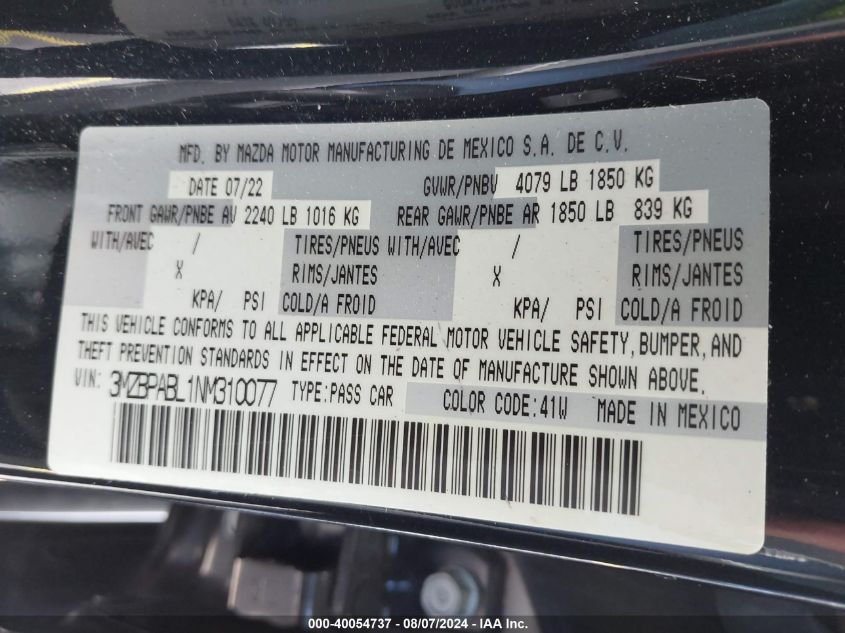 MFD. BY MAZDA MOTOR MANUFACTURING DE MEXICO S.A. DE C.V.
DATE 07/22 GVWR/PNBV 4079 LB 1850 KG
FRONT GAWR/PNBE AV 2240 LB 1016 KG REAR GAWR/PNBE AR 1850 LB 839 KG
WITH/AVEC / TIRES/PNEUS WITH/AVEC / TIRES/PNEUS
X RIMS/JANTES X RIMS/JANTES
KPA/ PSI COLD/A FROID KPA/ PSI COLD/A FROID
THIS VEHICLE CONFORMS TO ALL APPLICABLE FEDERAL MOTOR VEHICLE SAFETY, BUMPER, AND
THEFT PREVENTION STANDARDS IN EFFECT ON THE DATE OF MANUFACTURE SHOWN ABOVE.
VIN: 3MZBPABL1NM310077 TYPE:PASS CAR COLOR CODE:41W MADE IN MEXICO
000-40054737 - 08/07/2024 - IAA Inc.